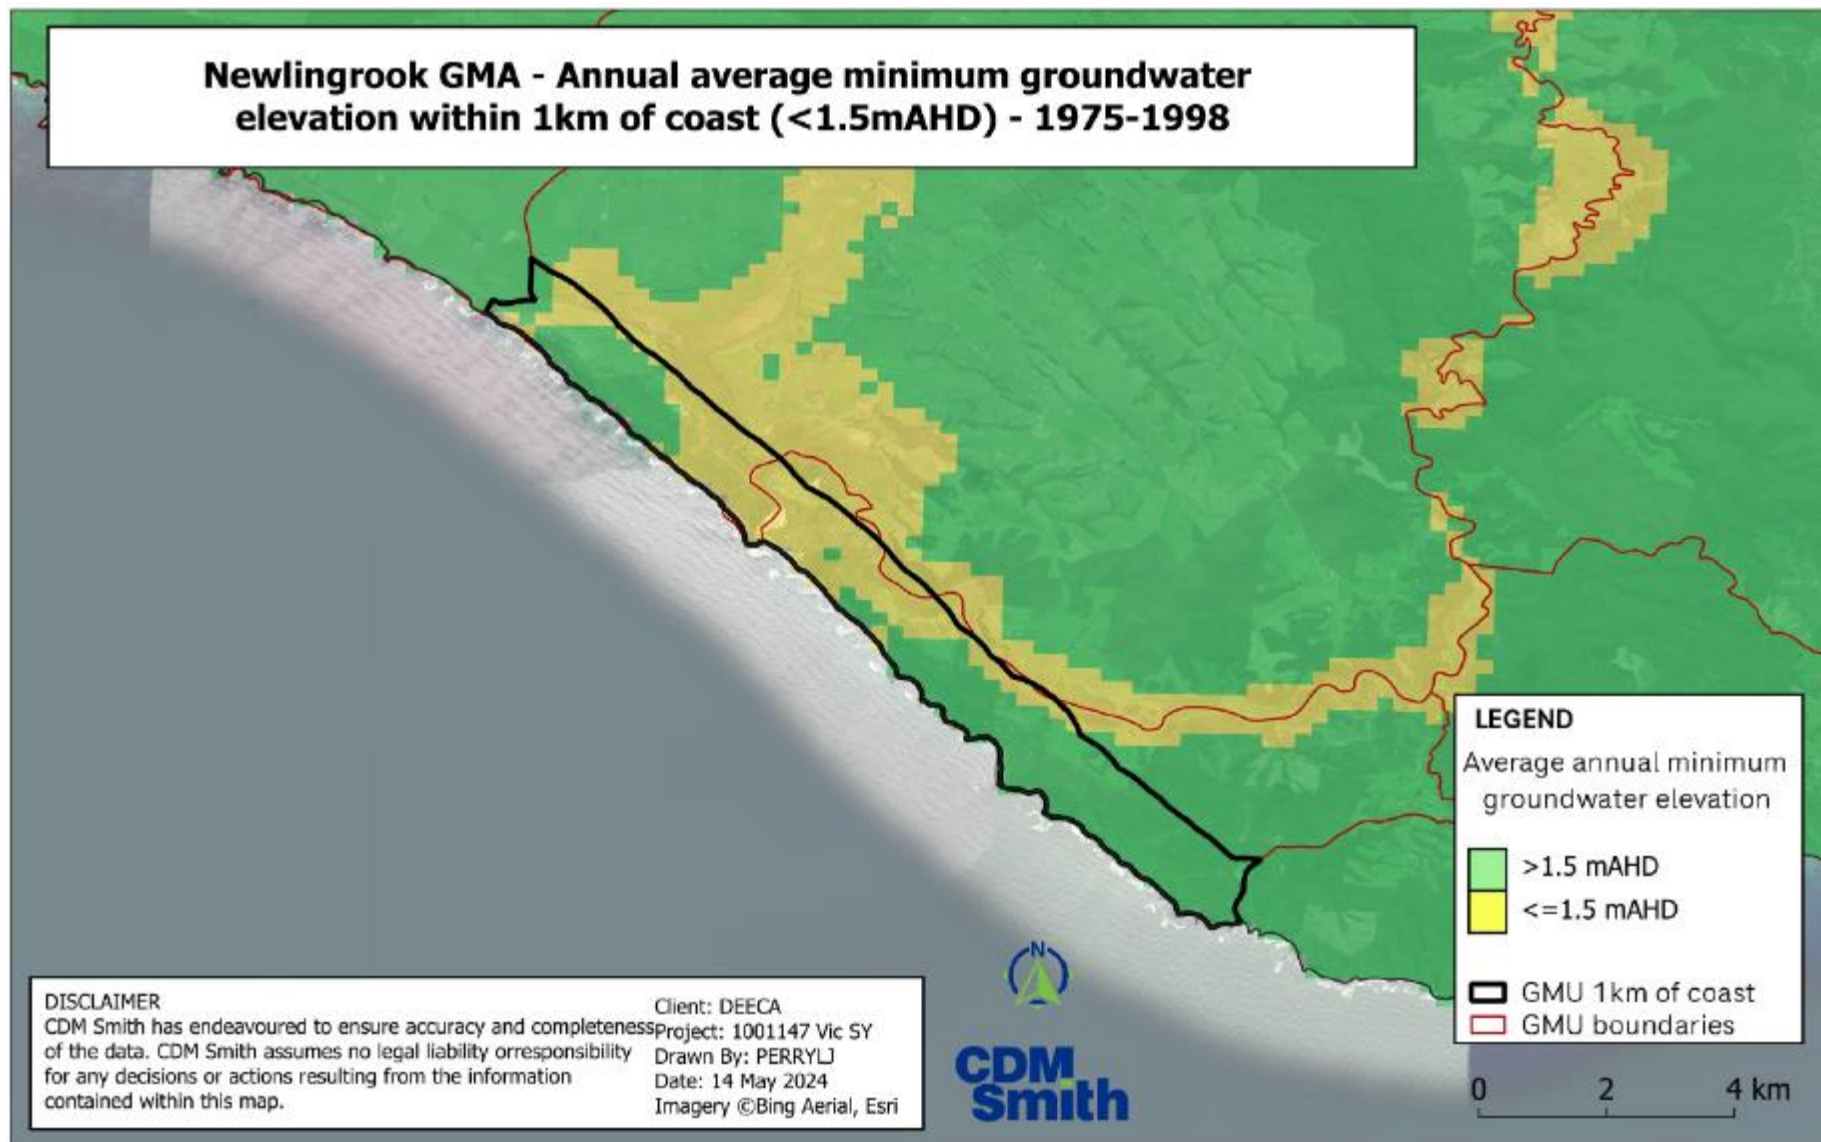 Newlingrook GMA - Annual average minimum groundwater
elevation within 1km of coast (<1.5mAHD) - 1975-1998
LEGEND
Average annual minimum
groundwater elevation
>1.5 mAHD
<=1.5 mAHD
GMU 1km of coast
GMU boundaries
0 2 4 km
DISCLAIMER
CDM Smith has endeavoured to ensure accuracy and completeness
of the data. CDM Smith assumes no legal liability orresponsibility
for any decisions or actions resulting from the information
contained within this map.
Client: DEECA
Project: 1001147 Vic SY
Drawn By: PERRYLJ
Date: 14 May 2024
Imagery ©Bing Aerial, Esri
N
CDM
Smith